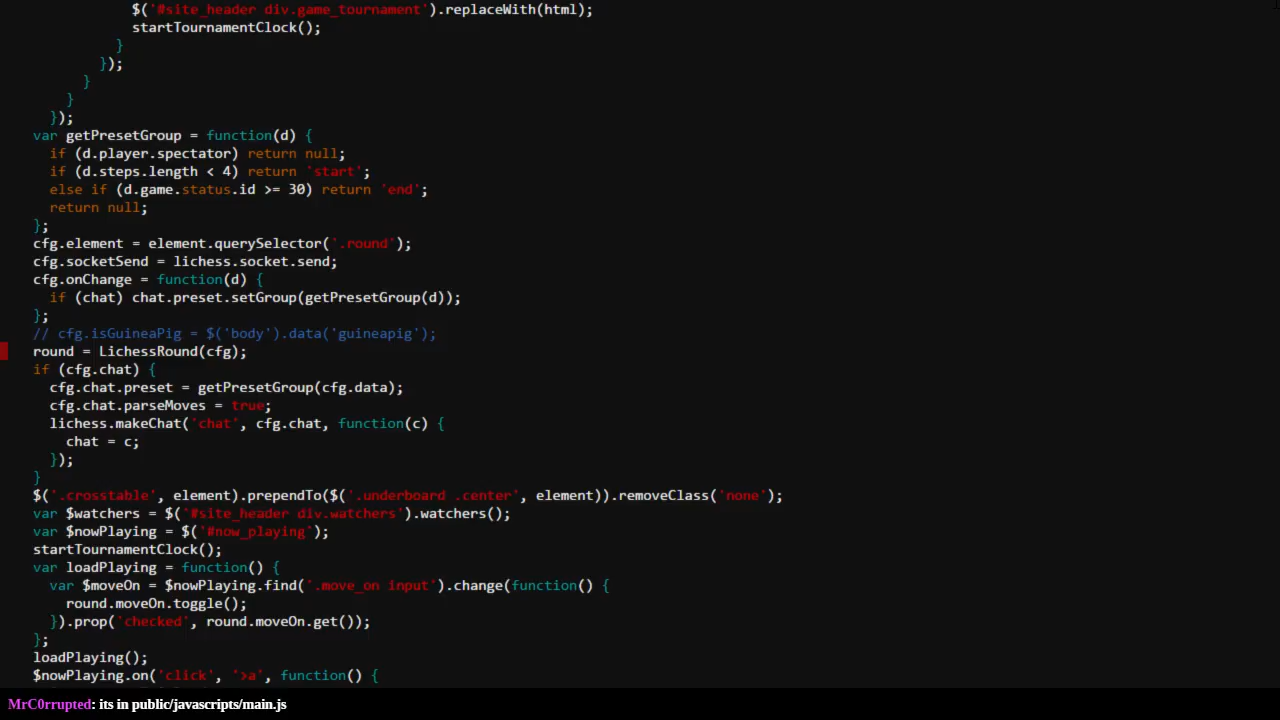 $('#site_header div.game_tournament').replaceWith(html);
startTournamentClock();
}
});
}
}
});
var getPresetGroup = function(d) {
if (d.player.spectator) return null;
if (d.steps.length < 4) return 'start';
else if (d.game.status.id >= 30) return 'end';
return null;
};
cfg.element = element.querySelector('.round');
cfg.socketSend = lichess.socket.send;
cfg.onChange = function(d) {
if (chat) chat.preset.setGroup(getPresetGroup(d));
};
// cfg.isGuineaPig = $('body').data('guineapig');
round = LichessRound(cfg);
if (cfg.chat) {
cfg.chat.preset = getPresetGroup(cfg.data);
cfg.chat.parseMoves = true;
lichess.makeChat('chat', cfg.chat, function(c) {
chat = c;
});
}
$('.crosstable', element).prependTo($('.underboard .center', element)).removeClass('none');
var $watchers = $('#site_header div.watchers').watchers();
var $nowPlaying = $('#now_playing');
startTournamentClock();
var loadPlaying = function() {
var $moveOn = $nowPlaying.find('.move_on input').change(function() {
round.moveOn.toggle();
}).prop('checked', round.moveOn.get());
};
loadPlaying();
$nowPlaying.on('click', '>a', function() {
MrC0rrupted: its in public/javascripts/main.js